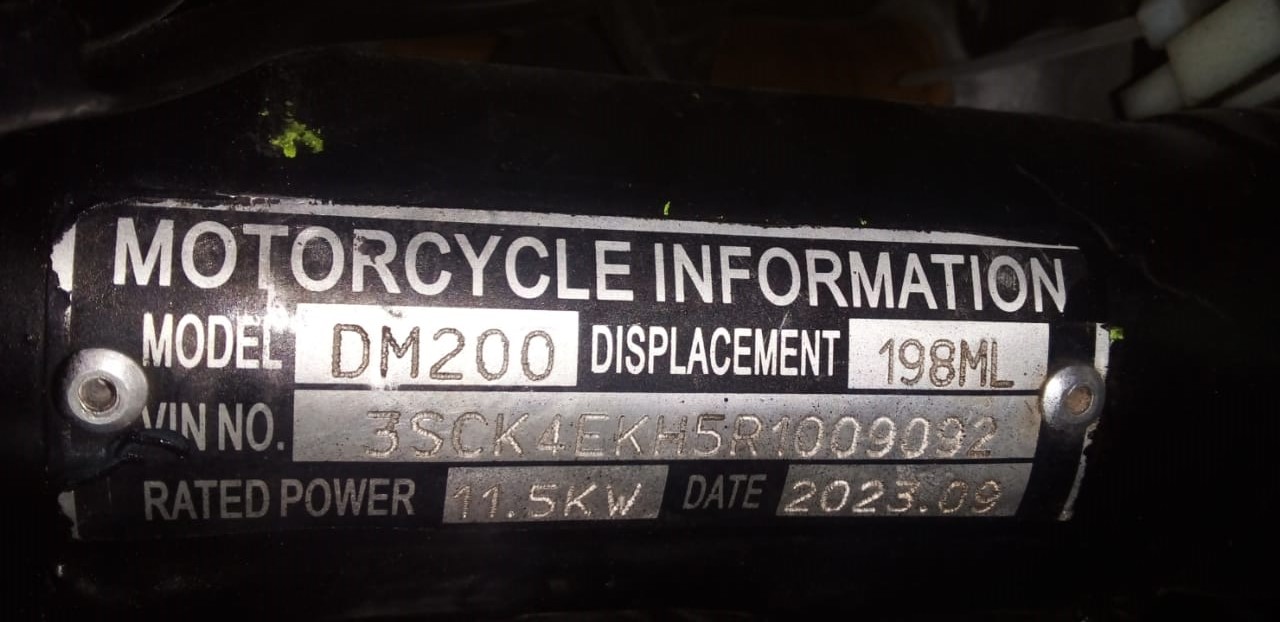 MOTORCYCLE INFORMATION
MODEL DM200 DISPLACEMENT 198ML
VIN NO. 3SCK4EKH5R1009092
RATED POWER 11.5KW DATE 2023.09